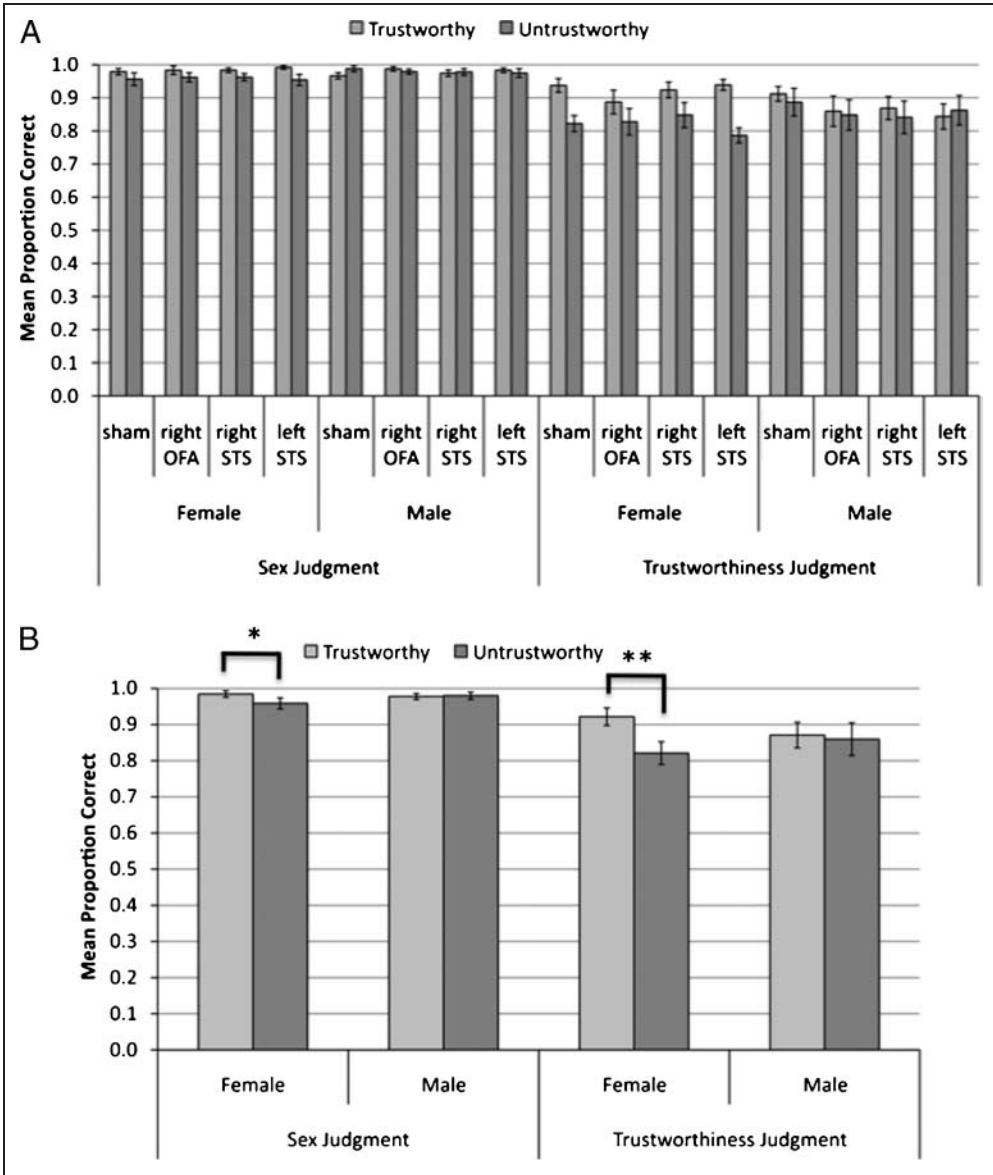 A
Trustworthy Untrustworthy
Mean Proportion Correct
1.0
0.9
0.8
0.7
0.6
0.5
0.4
0.3
0.2
0.1
0.0
sham right right left sham right right left sham right right left sham right right left
OFA STS STS OFA STS STS OFA STS STS OFA STS STS
Female Male Female Male
Sex Judgment Trustworthiness Judgment
B
* Trustworthy Untrustworthy **
Mean Proportion Correct
1.0
0.9
0.8
0.7
0.6
0.5
0.4
0.3
0.2
0.1
0.0
Female Male Female Male
Sex Judgment Trustworthiness Judgment